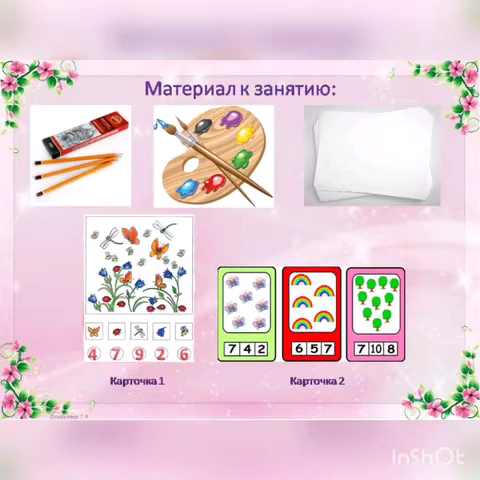 Материал к занятию:
4 7 9 2 6
7 4 2
6 5 7
7 10 8
Карточка 1
Карточка 2
InShOt